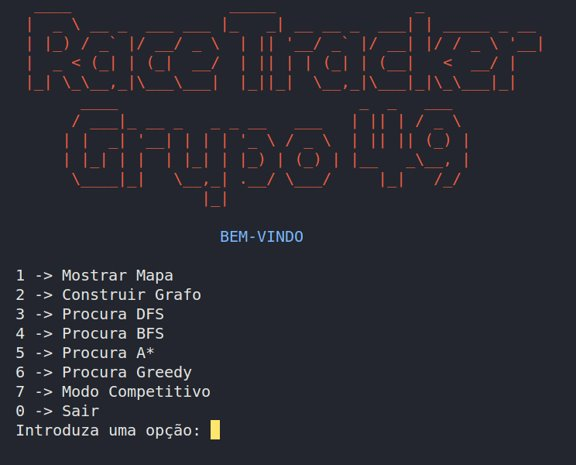 RaceTracker
Grupo 49
BEM-VINDO
1 -> Mostrar Mapa
2 -> Construir Grafo
3 -> Procura DFS
4 -> Procura BFS
5 -> Procura A*
6 -> Procura Greedy
7 -> Modo Competitivo
0 -> Sair
Introduza uma opção: